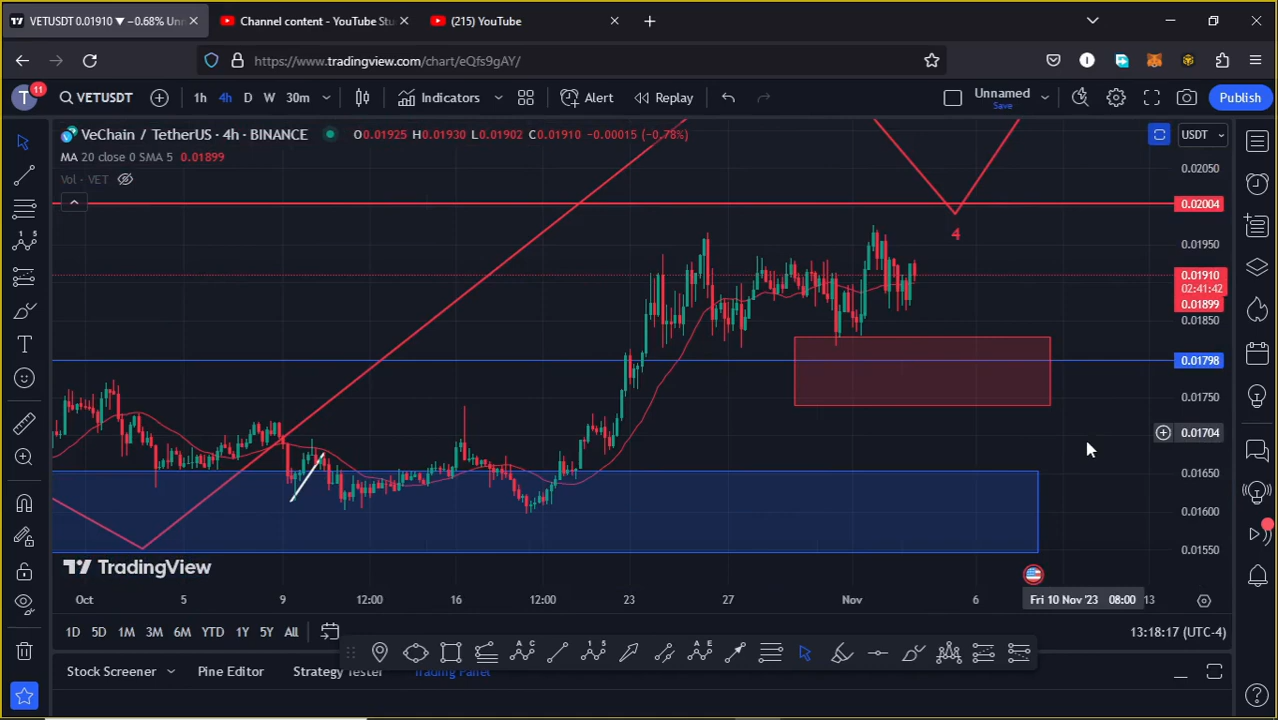 VETUSDT 0.01910 ▼ −0.68% Unn
Channel content - YouTube Stu
(215) YouTube
https://www.tradingview.com/chart/eQfs9gAY/
T
11
VETUSDT
1h
4h
D
W
30m
Indicators
Alert
Replay
Unnamed
Save
Publish
VeChain / TetherUS · 4h · BINANCE
O0.01925 H0.01930 L0.01902 C0.01910 −0.00015 (−0.78%)
USDT
MA 20 close 0 SMA 5 0.01899
Vol - VET
0.02050
0.02004
4
0.01950
0.01910
02:41:42
0.01899
0.01850
0.01798
0.01750
0.01704
0.01650
0.01600
0.01550
TradingView
Oct
5
9
12:00
16
12:00
23
27
Nov
6
Fri 10 Nov '23 08:00
13
1D
5D
1M
3M
6M
YTD
1Y
5Y
All
13:18:17 (UTC-4)
Stock Screener
Pine Editor
Strategy Tester
Trading Panel